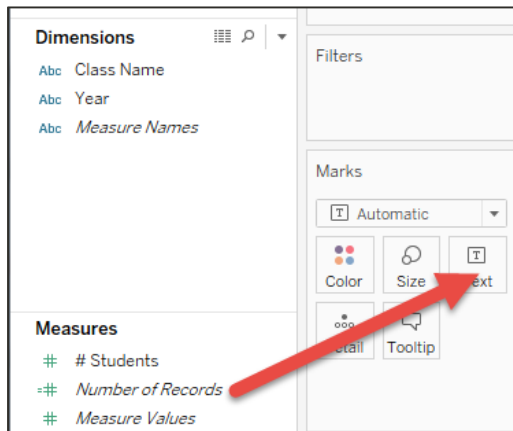 Dimensions
Abc Class Name
Abc Year
Abc Measure Names
Measures
# # Students
=# Number of Records
# Measure Values
Filters
Marks
T Automatic
Color Size T
Tooltip